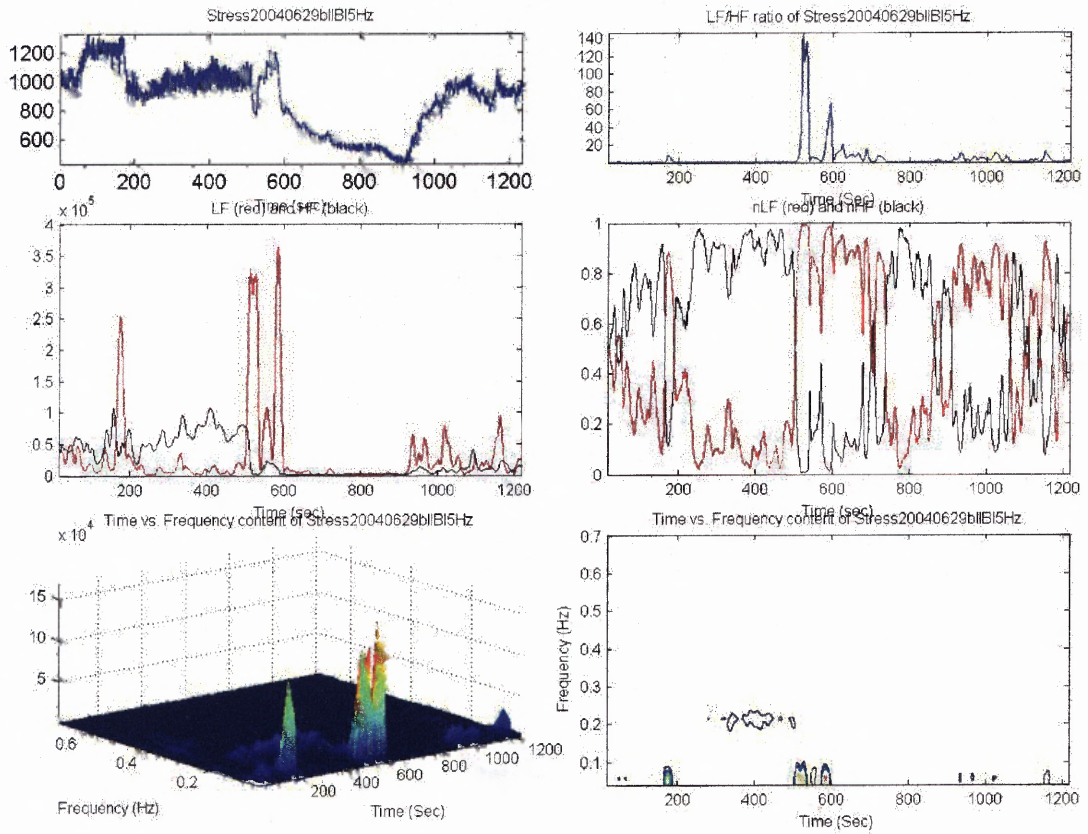 Stress20040629bIIBI5Hz
1200
1000
800
600
0 200 400 600 800 1000 1200
Time (sec)
LF/HF ratio of Stress20040629bIIBI5Hz
140
120
100
80
60
40
20
200 400 600 800 1000 1200
Time (Sec)
x 10^5
LF (red) and HF (black)
4
3.5
3
2.5
2
1.5
1
0.5
0
200 400 600 800 1000 1200
Time (sec)
nLF (red) and nHF (black)
1
0.8
0.6
0.4
0.2
0
200 400 600 800 1000 1200
Time (sec)
Time vs. Frequency content of Stress20040629bIIBI5Hz
x 10^4
15
10
5
0.6
0.4
0.2
200
400
600
800
1000
1200
Frequency (Hz)
Time (Sec)
Time vs. Frequency content of Stress20040629bIIBI5Hz
0.7
0.6
0.5
0.4
0.3
0.2
0.1
Frequency (Hz)
200 400 600 800 1000 1200
Time (Sec)